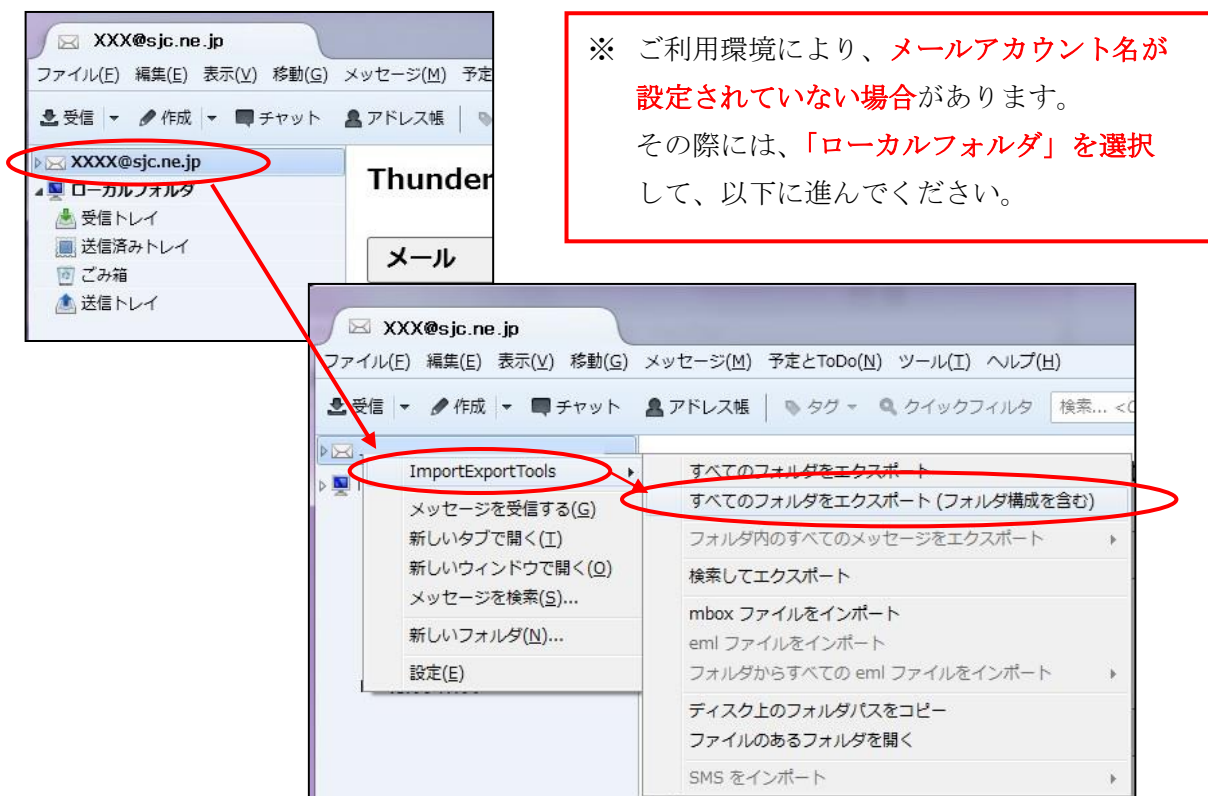 XXX@sjc.ne.jp
ファイル(F) 編集(E) 表示(V) 移動(G) メッセージ(M) 予定
受信 作成 チャット アドレス帳
XXXX@sjc.ne.jp
ローカルフォルダ
受信トレイ
送信済みトレイ
ごみ箱
送信トレイ
Thunder
メール
※ ご利用環境により、メールアカウント名が
設定されていない場合があります。
その際には、「ローカルフォルダ」を選択
して、以下に進んでください。
XXX@sjc.ne.jp
ファイル(F) 編集(E) 表示(V) 移動(G) メッセージ(M) 予定とToDo(N) ツール(T) ヘルプ(H)
受信 作成 チャット アドレス帳 タグ クイックフィルタ 検索... <C
ImportExportTools
メッセージを受信する(G)
新しいタブで開く(T)
新しいウィンドウで開く(O)
メッセージを検索(S)...
新しいフォルダ(N)...
設定(E)
すべてのフォルダをエクスポート
すべてのフォルダをエクスポート (フォルダ構成を含む)
フォルダ内のすべてのメッセージをエクスポート
検索してエクスポート
mbox ファイルをインポート
eml ファイルをインポート
フォルダからすべての eml ファイルをインポート
ディスク上のフォルダパスをコピー
ファイルのあるフォルダを開く
SMS をインポート